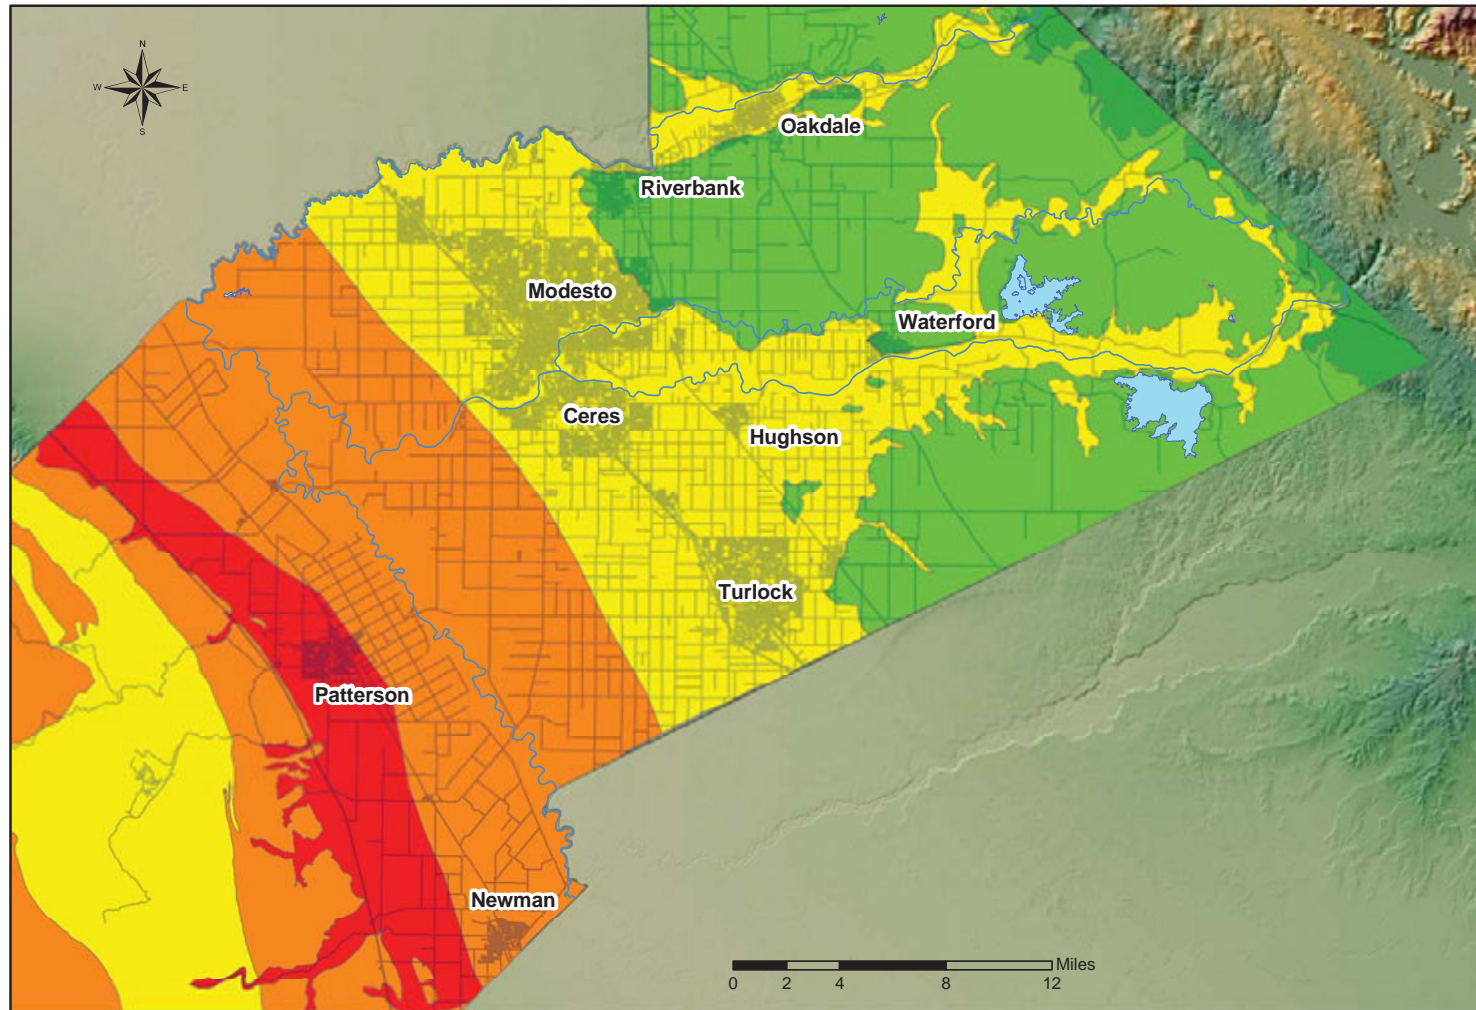 N
W E
S
Oakdale
Riverbank
Modesto
Waterford
Ceres
Hughson
Turlock
Patterson
Newman
Miles
0 2 4 8 12